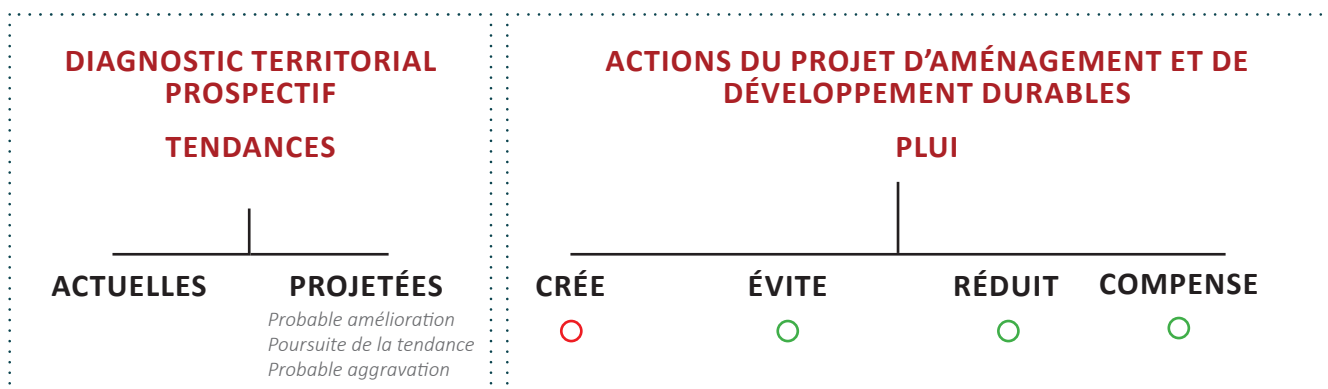 DIAGNOSTIC TERRITORIAL
PROSPECTIF
TENDANCES
ACTUELLES
PROJETÉES
Probable amélioration
Poursuite de la tendance
Probable aggravation
ACTIONS DU PROJET D’AMÉNAGEMENT ET DE
DÉVELOPPEMENT DURABLES
PLUI
CRÉE
ÉVITE
RÉDUIT
COMPENSE